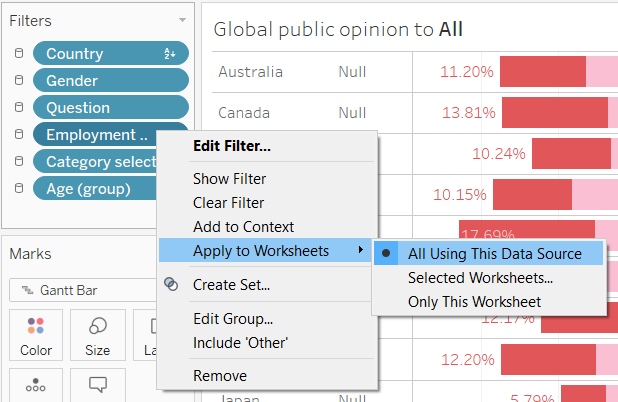 Filters
Country
Gender
Question
Employment ..
Category select
Age (group)
Marks
Gantt Bar
Color
Size
La
Edit Filter...
Show Filter
Clear Filter
Add to Context
Apply to Worksheets
Create Set...
Edit Group...
Include 'Other'
Remove
All Using This Data Source
Selected Worksheets...
Only This Worksheet
Global public opinion to All
Australia Null 11.20%
Canada Null 13.81%
10.24%
10.15%
17.69%
12.17%
12.20%
Japan Null 5.79%